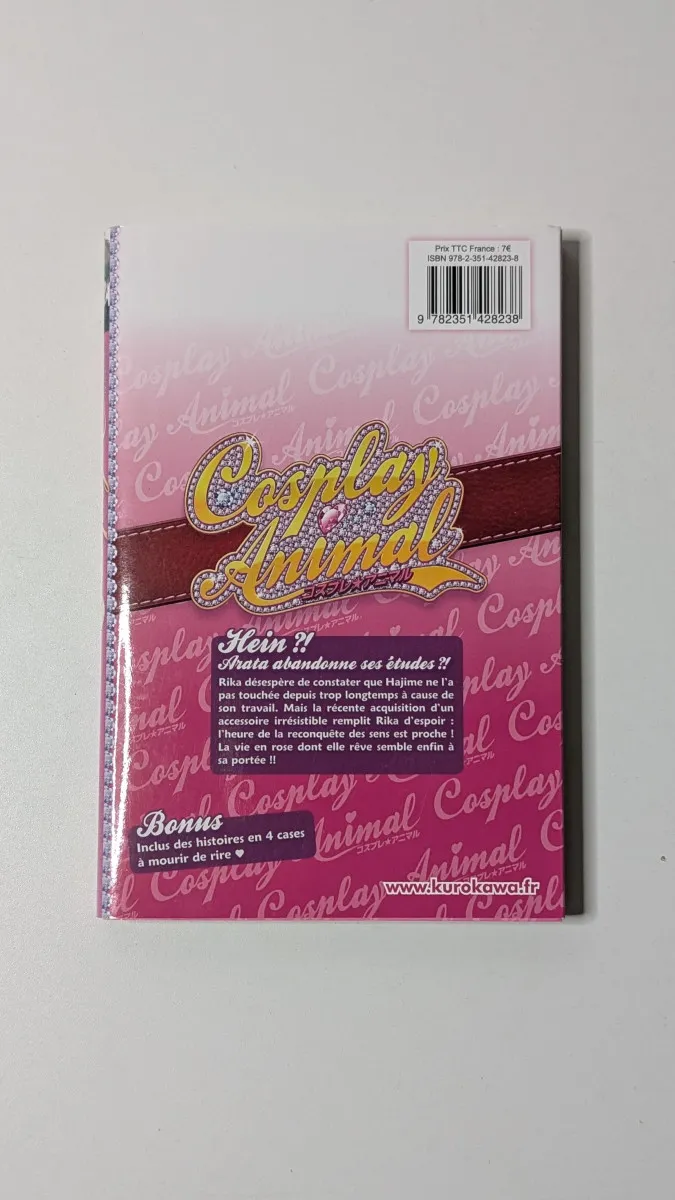 Prix TTC France : 7€
ISBN 978-2-351-42823-8
9 782351 428238
Cosplay
Animal
コスプレ★アニマル
Hein ?!
Arata abandonne ses études ?!
Rika désespère de constater que Hajime ne l'a
pas touchée depuis trop longtemps à cause de
son travail. Mais la récente acquisition d'un
accessoire irrésistible remplit Rika d'espoir :
l'heure de la reconquête des sens est proche !
La vie en rose dont elle rêve semble enfin à
sa portée !!
Bonus
Inclus des histoires en 4 cases
à mourir de rire ♥
www.kurokawa.fr